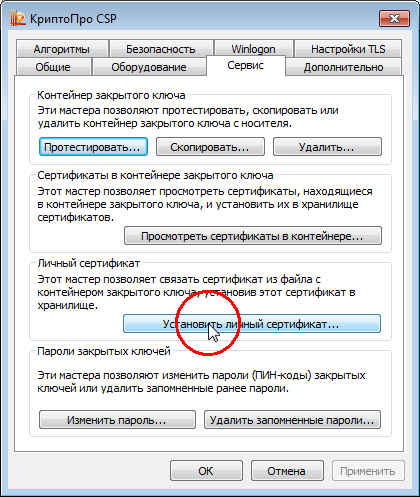 КриптоПро CSP
Алгоритмы Безопасность Winlogon Настройки TLS
Общие Оборудование Сервис Дополнительно
Контейнер закрытого ключа
Эти мастера позволяют протестировать, скопировать или
удалить контейнер закрытого ключа с носителя.
Протестировать... Скопировать... Удалить...
Сертификаты в контейнере закрытого ключа
Этот мастер позволяет просмотреть сертификаты, находящиеся
в контейнере закрытого ключа, и установить их в хранилище
сертификатов.
Просмотреть сертификаты в контейнере...
Личный сертификат
Этот мастер позволяет связать сертификат из файла с
контейнером закрытого ключа, установив этот сертификат в
хранилище.
Установить личный сертификат...
Пароли закрытых ключей
Эти мастера позволяют изменить пароли (ПИН-коды) закрытых
ключей или удалить запомненные ранее пароли.
Изменить пароль... Удалить запомненные пароли...
ОК Отмена Применить